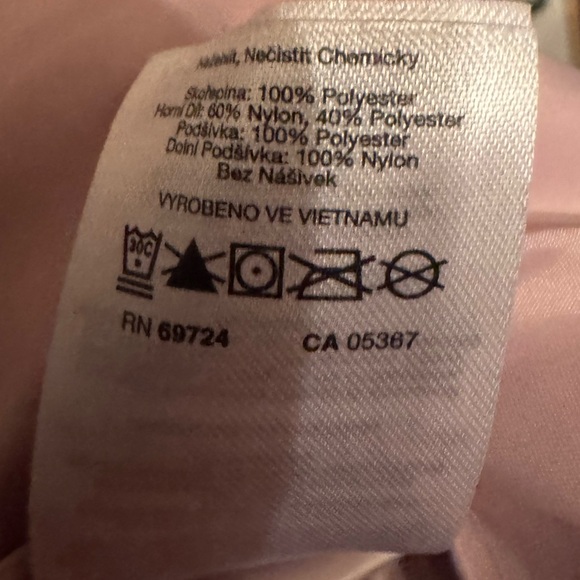 Nečistit Chemicky
Skořepina: 100% Polyester
Horní Díl: 60% Nylon, 40% Polyester
Podšívka: 100% Polyester
Dolní Podšívka: 100% Nylon
Bez Nášivek
VYROBENO VE VIETNAMU
30C
RN 69724 CA 05367